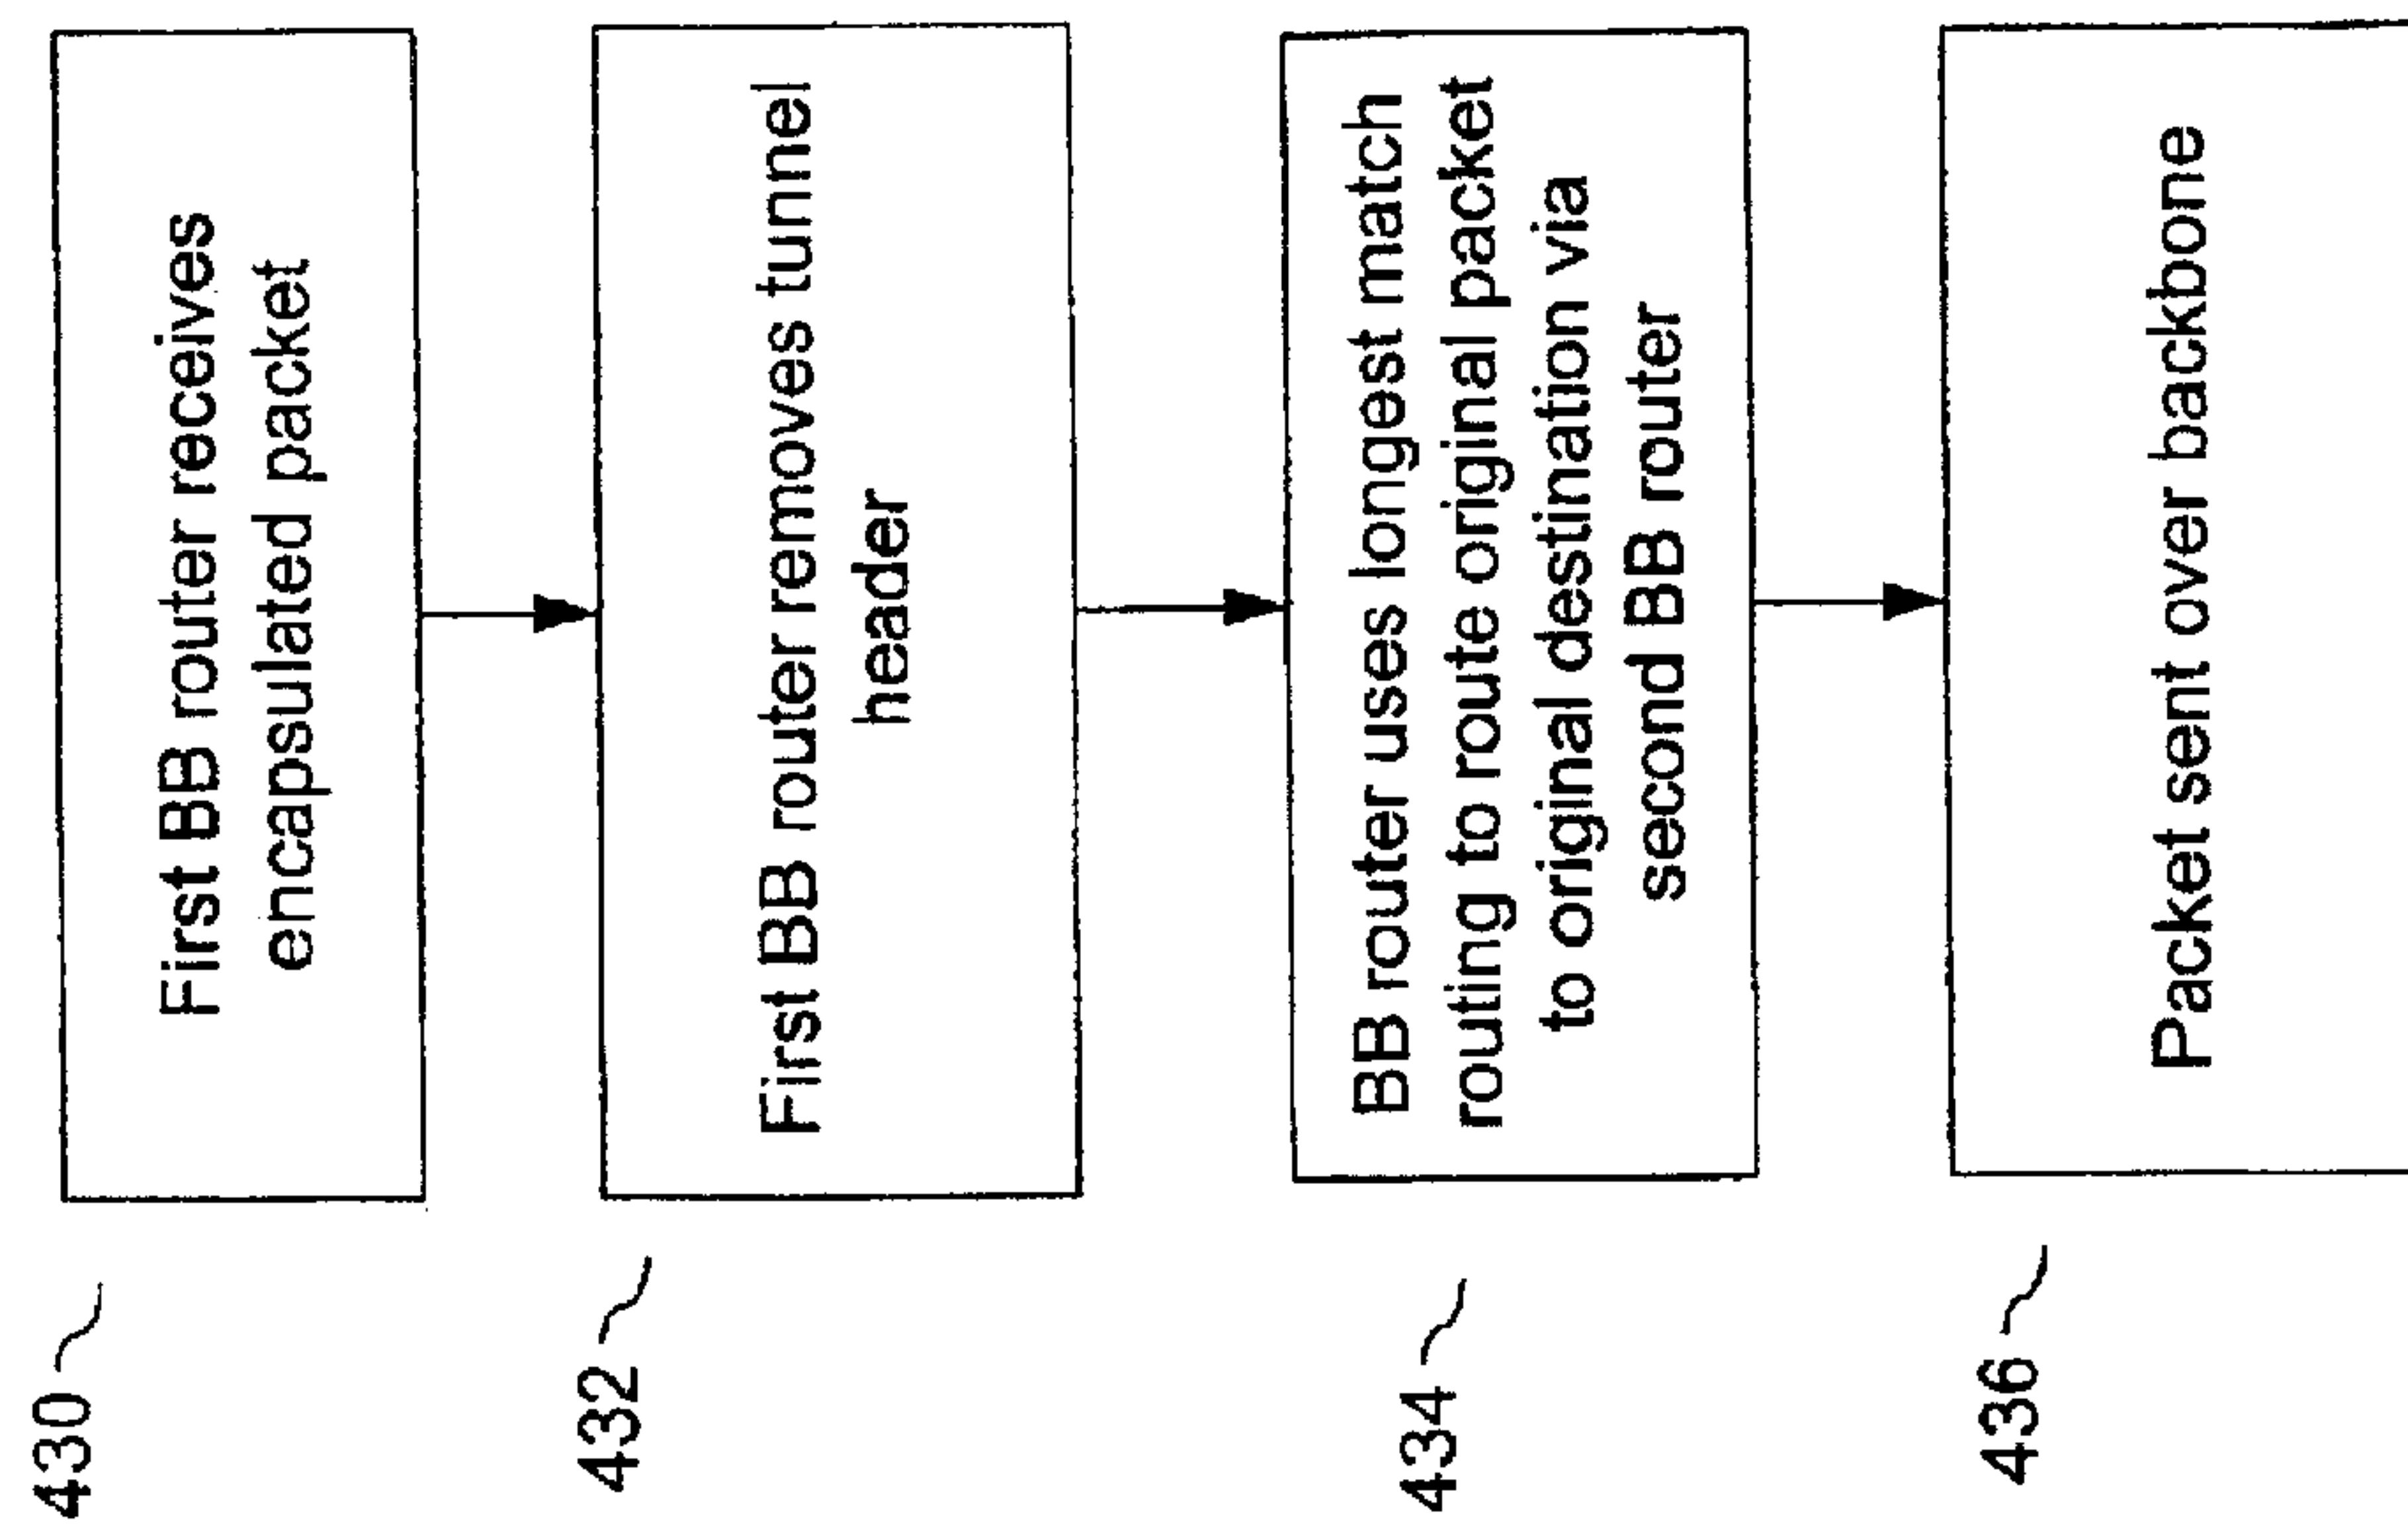 430
First BB router receives
encapsulated packet
432
First BB router removes tunnel
header
434
BB router uses longest match
routing to route original packet
to original destination via
second BB router
436
Packet sent over backbone